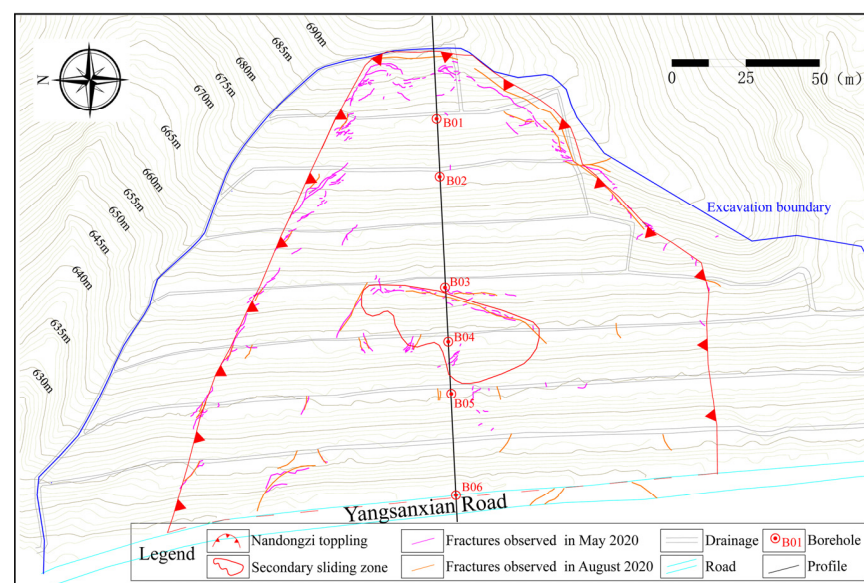 690m
685m
680m
675m
670m
665m
660m
655m
650m
645m
640m
635m
630m
N
0 25 50 (m)
B01
B02
Excavation boundary
B03
B04
B05
B06
Yangsanxian Road
Legend
Nandongzi toppling
Fractures observed in May 2020
Drainage
B01 Borehole
Secondary sliding zone
Fractures observed in August 2020
Road
Profile